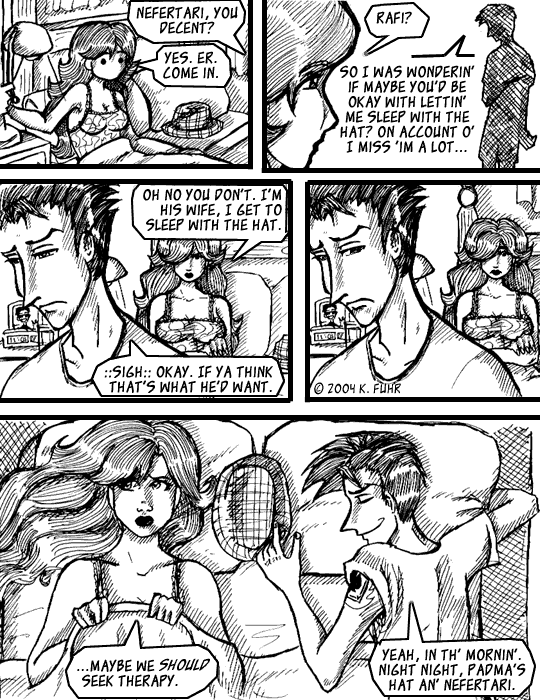 NEFERTARI, YOU
DECENT?
YES. ER.
COME IN.
RAFI?
SO I WAS WONDERIN'
IF MAYBE YOU'D BE
OKAY WITH LETTIN'
ME SLEEP WITH THE
HAT? ON ACCOUNT O'
I MISS 'IM A LOT...
OH NO YOU DON'T. I'M
HIS WIFE, I GET TO
SLEEP WITH THE HAT.
::SIGH:: OKAY. IF YA THINK
THAT'S WHAT HE'D WANT.
© 2004 K. FUHR
...MAYBE WE SHOULD
SEEK THERAPY.
YEAH, IN TH' MORNIN'.
NIGHT NIGHT, PADMA'S
HAT AN' NEFERTARI.